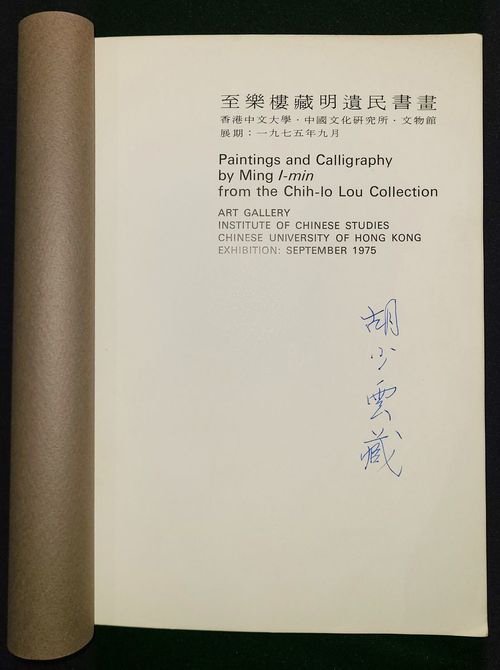 至樂樓藏明遺民書畫
香港中文大學·中國文化研究所·文物館
展期：一九七五年九月
Paintings and Calligraphy
by Ming I-min
from the Chih-lo Lou Collection
ART GALLERY
INSTITUTE OF CHINESE STUDIES
CHINESE UNIVERSITY OF HONG KONG
EXHIBITION: SEPTEMBER 1975
胡少雲藏